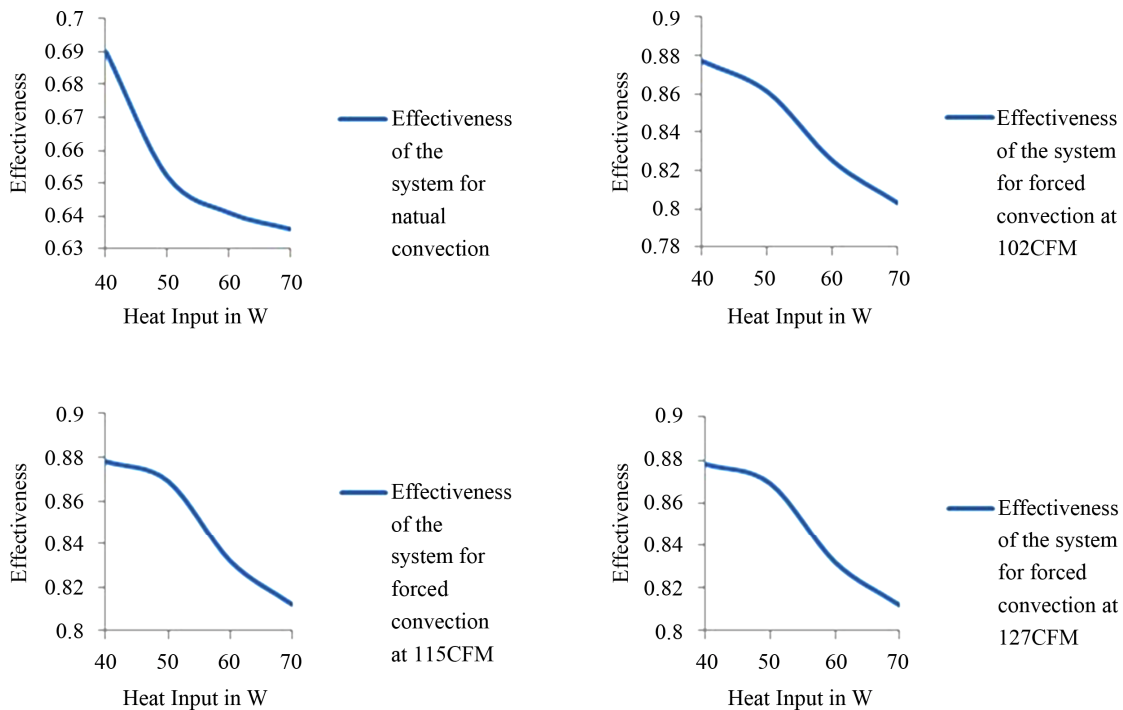 0.7
0.69
0.68
0.67
0.66
0.65
0.64
0.63
Effectiveness
40 50 60 70
Heat Input in W
Effectiveness
of the
system for
natual
convection
0.9
0.88
0.86
0.84
0.82
0.8
0.78
Effectiveness
40 50 60 70
Heat Input in W
Effectiveness
of the system
for forced
convection at
102CFM
0.9
0.88
0.86
0.84
0.82
0.8
Effectiveness
40 50 60 70
Heat Input in W
Effectiveness
of the
system for
forced
convection
at 115CFM
0.9
0.88
0.86
0.84
0.82
0.8
Effectiveness
40 50 60 70
Heat Input in W
Effectiveness
of the system
for forced
convection at
127CFM